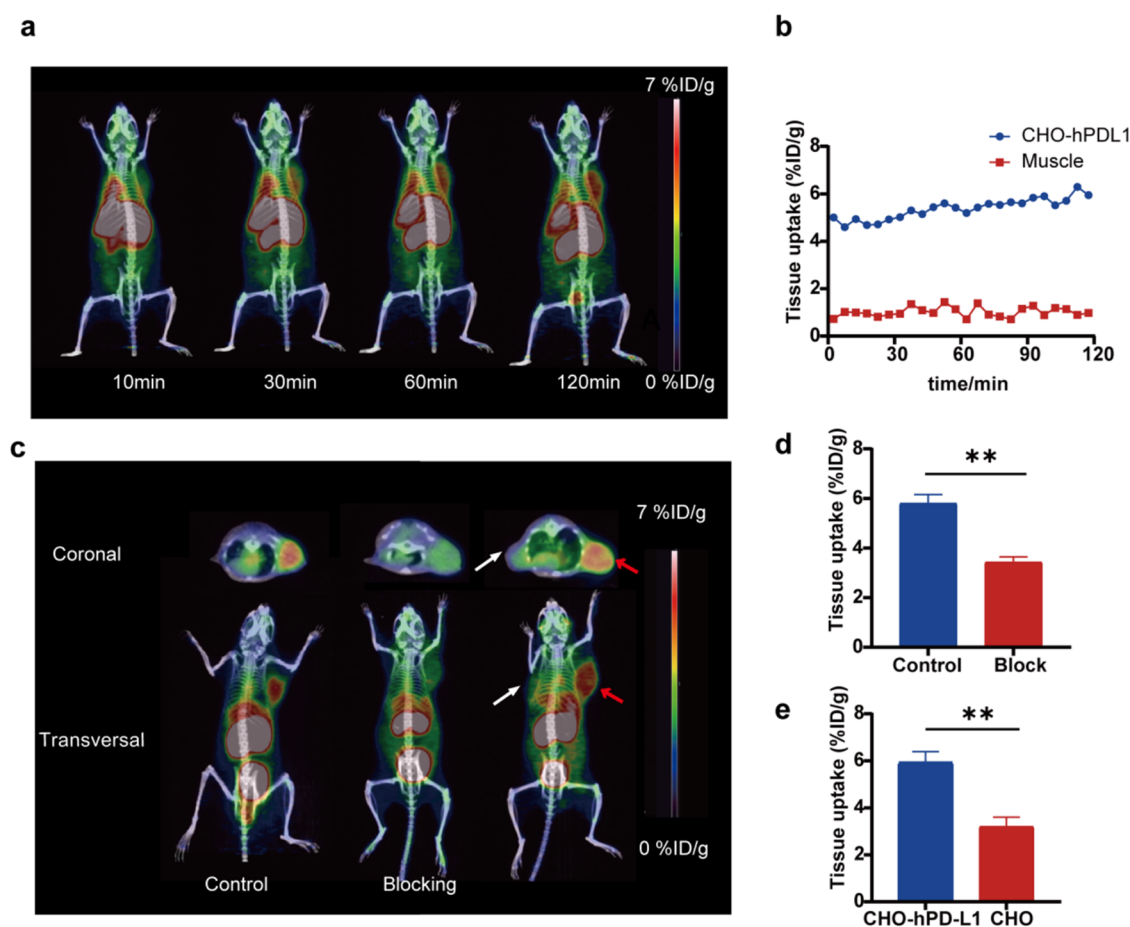 a
7 %ID/g
10min
30min
60min
120min
0 %ID/g
A
b
CHO-hPDL1
Muscle
Tissue uptake (%ID/g)
8
6
4
2
0
0
30
60
90
120
time/min
c
7 %ID/g
Coronal
Transversal
0 %ID/g
Control
Blocking
d
Tissue uptake (%ID/g)
8
6
4
2
0
**
Control
Block
e
Tissue uptake (%ID/g)
8
6
4
2
0
**
CHO-hPD-L1
CHO